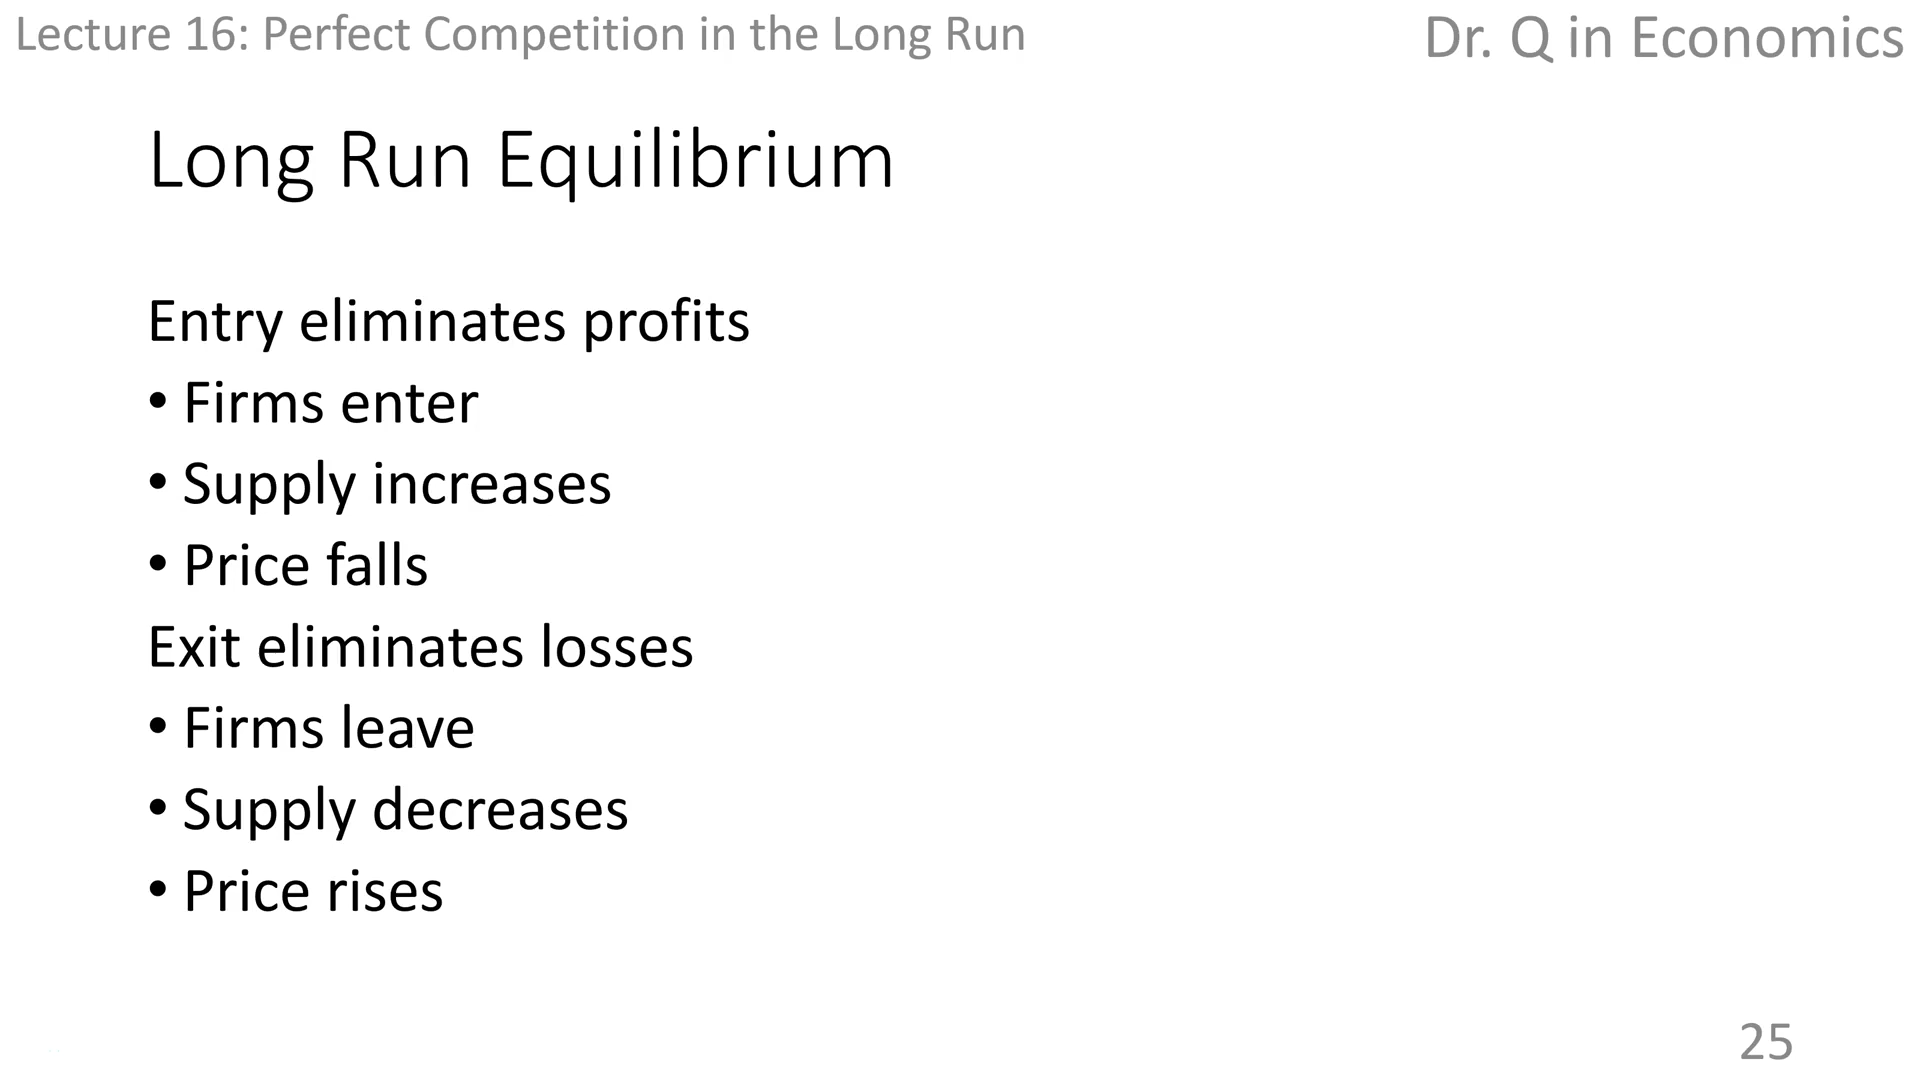 Lecture 16: Perfect Competition in the Long Run
Dr. Q in Economics
Long Run Equilibrium
Entry eliminates profits
• Firms enter
• Supply increases
• Price falls
Exit eliminates losses
• Firms leave
• Supply decreases
• Price rises
25